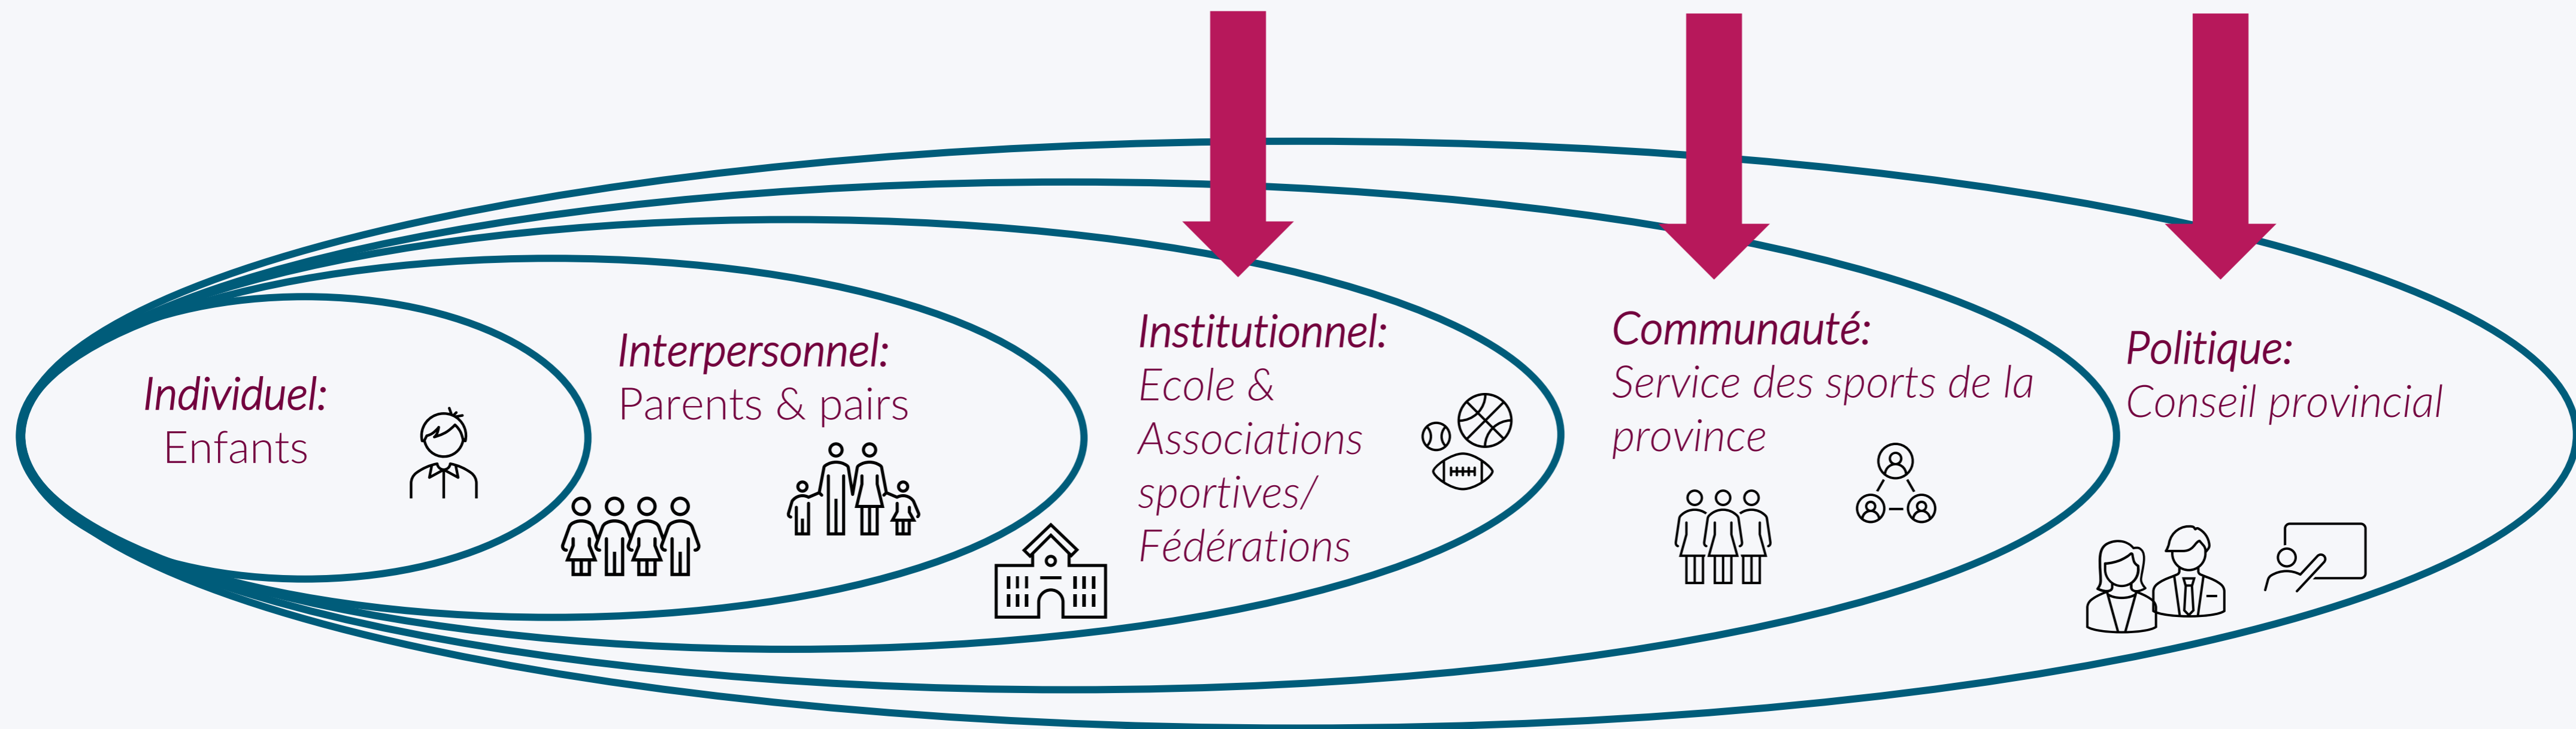 Individuel:
Enfants
Interpersonnel:
Parents & pairs
Institutionnel:
Ecole &
Associations
sportives/
Fédérations
Communauté:
Service des sports de la
province
Politique:
Conseil provincial